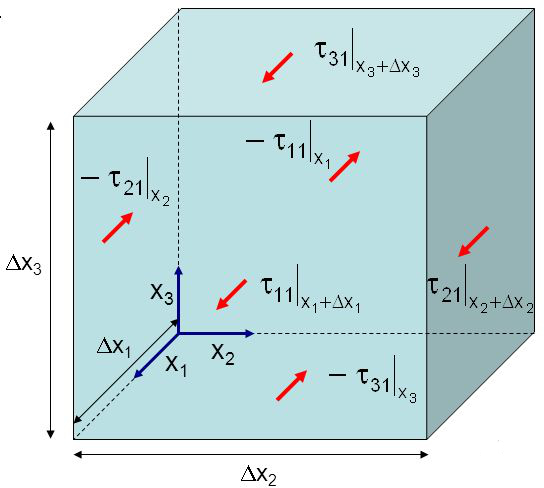 τ₃₁|x₃+Δx₃
− τ₁₁|x₁
− τ₂₁|x₂
Δx₃
x₃
τ₁₁|x₁+Δx₁
τ₂₁|x₂+Δx₂
Δx₁
x₁
x₂
− τ₃₁|x₃
Δx₂